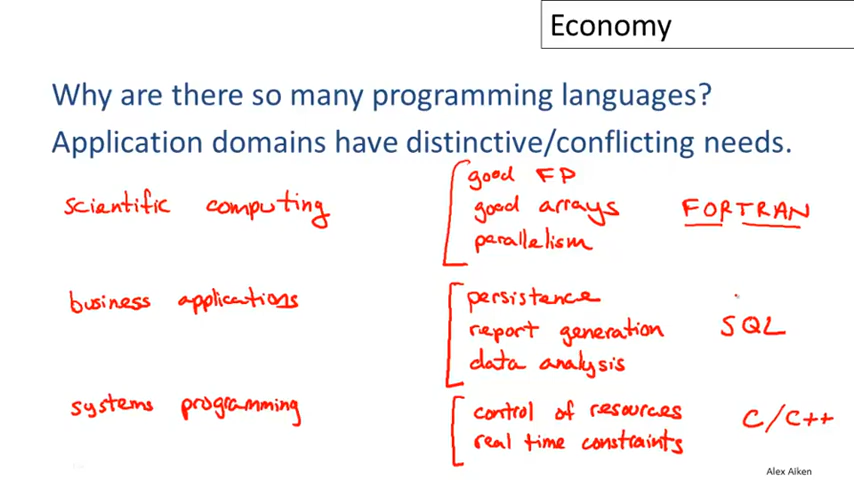 Economy
Why are there so many programming languages?
Application domains have distinctive/conflicting needs.
scientific computing
good FP
good arrays
parallelism
FORTRAN
business applications
persistence
report generation
data analysis
SQL
systems programming
control of resources
real time constraints
C/C++
Alex Aiken